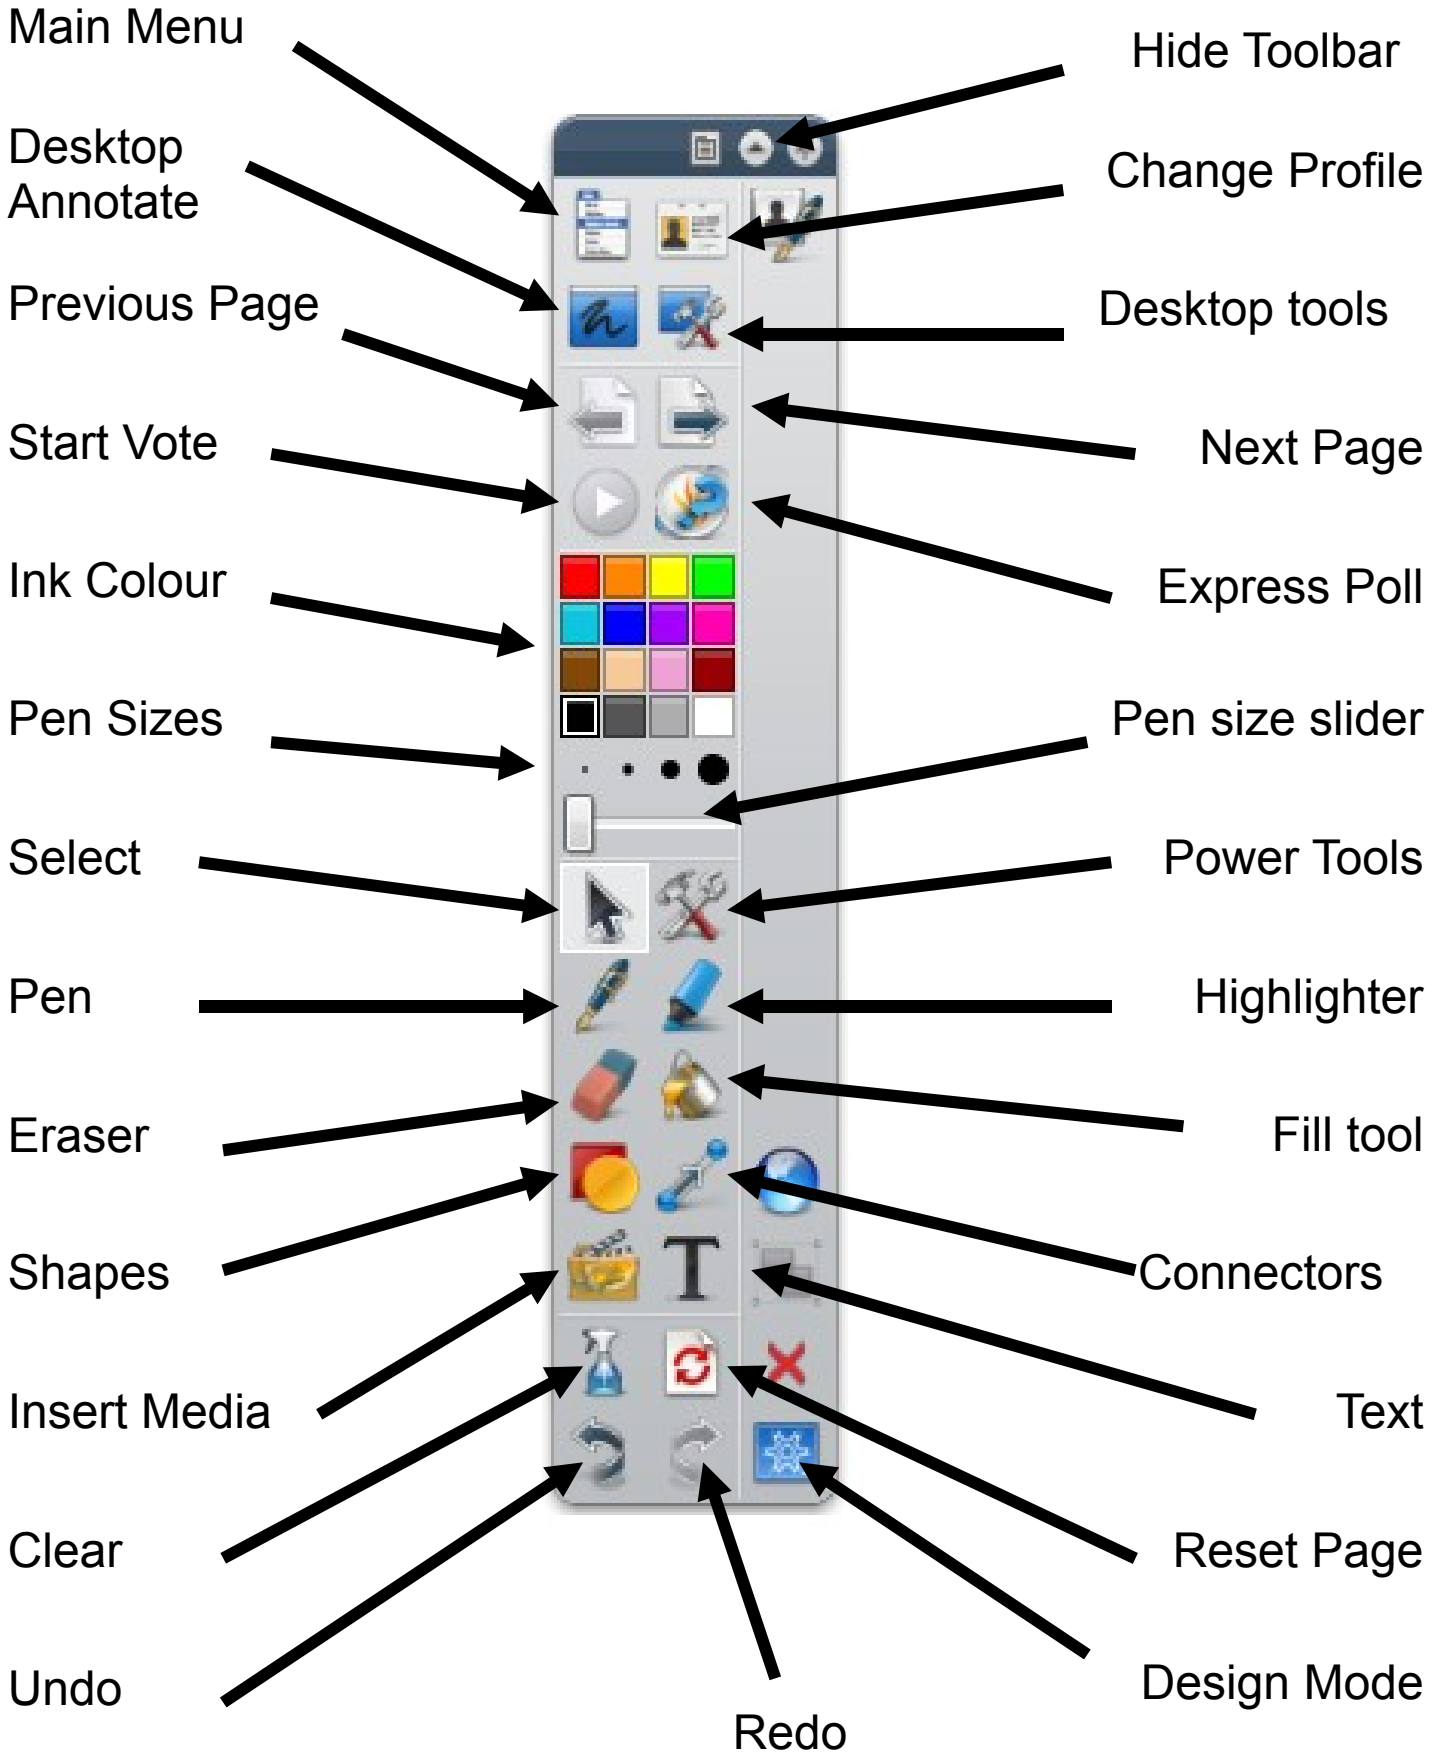 Main Menu
Hide Toolbar
Desktop
Annotate
Change Profile
Previous Page
Desktop tools
Start Vote
Next Page
Ink Colour
Express Poll
Pen Sizes
Pen size slider
Select
Power Tools
Pen
Highlighter
Eraser
Fill tool
Shapes
Connectors
T
Insert Media
Text
Clear
Reset Page
Undo
Design Mode
Redo